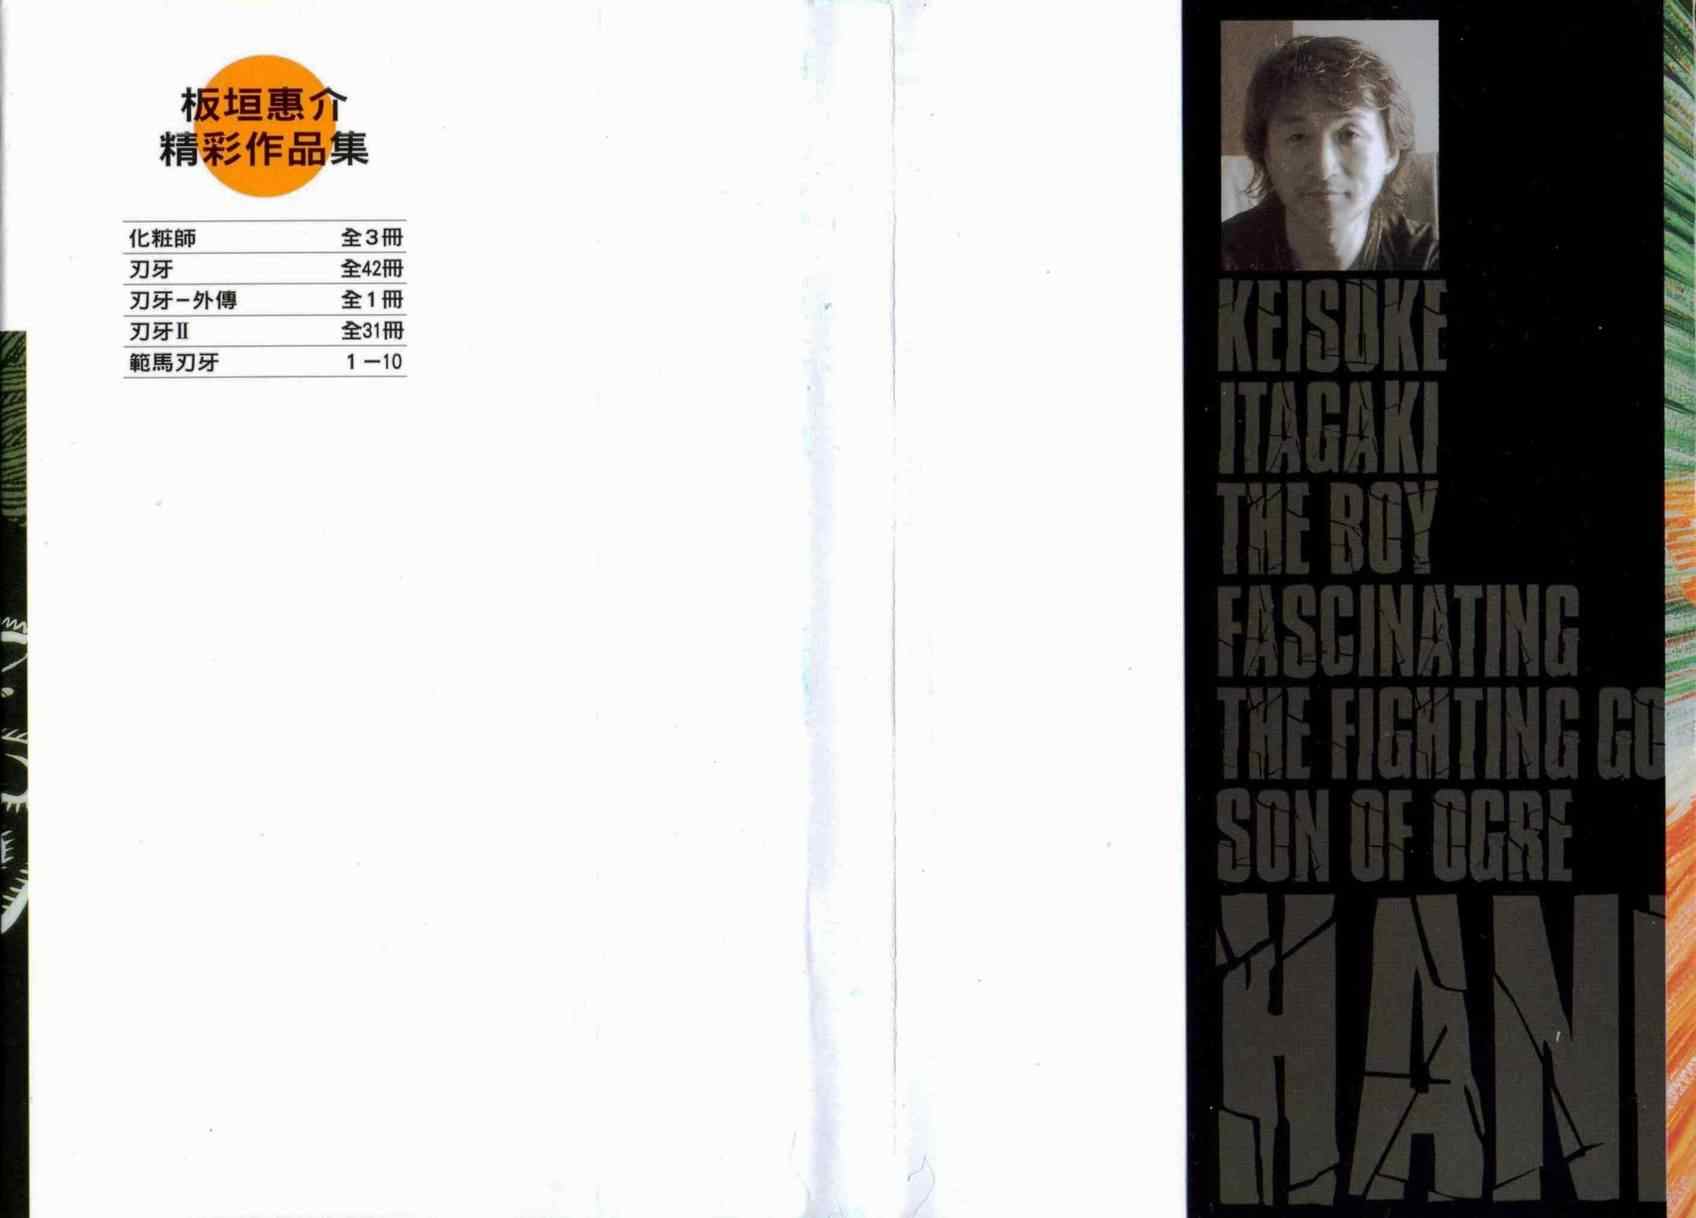 板垣惠介
精彩作品集
化粧師 全3冊
刃牙 全42冊
刃牙-外傳 全1冊
刃牙Ⅱ 全31冊
範馬刃牙 1-10
KEISUKE
ITAGAKI
THE BOY
FASCINATING
THE FIGHTING GO
SON OF OGRE
HAN